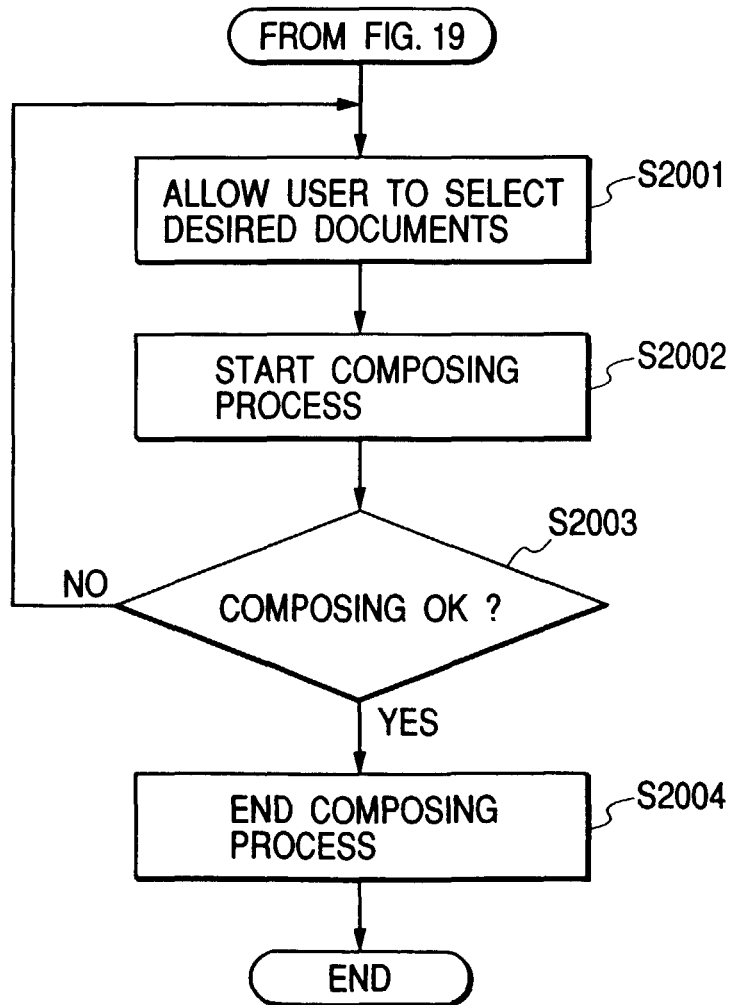 FROM FIG. 19
ALLOW USER TO SELECT
DESIRED DOCUMENTS
S2001
START COMPOSING
PROCESS
S2002
S2003
COMPOSING OK ?
NO
YES
END COMPOSING
PROCESS
S2004
END